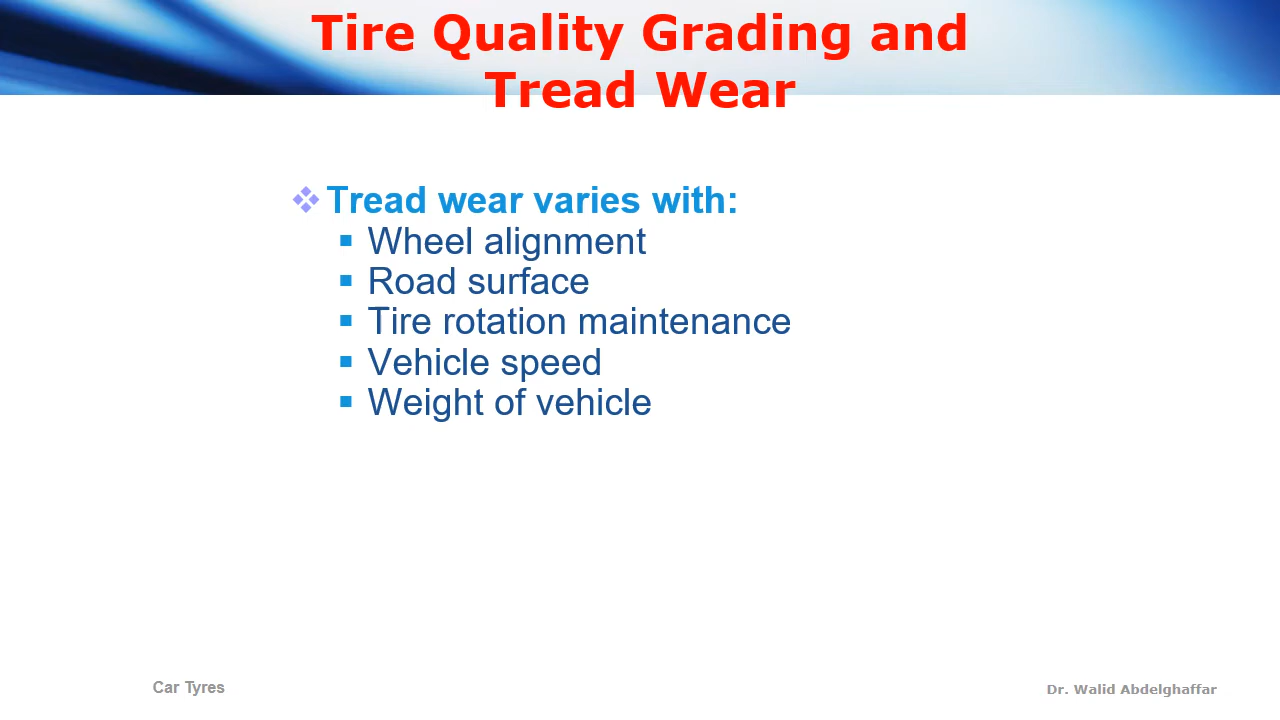 Tire Quality Grading and
Tread Wear
Tread wear varies with:
Wheel alignment
Road surface
Tire rotation maintenance
Vehicle speed
Weight of vehicle
Car Tyres
Dr. Walid Abdelghaffar